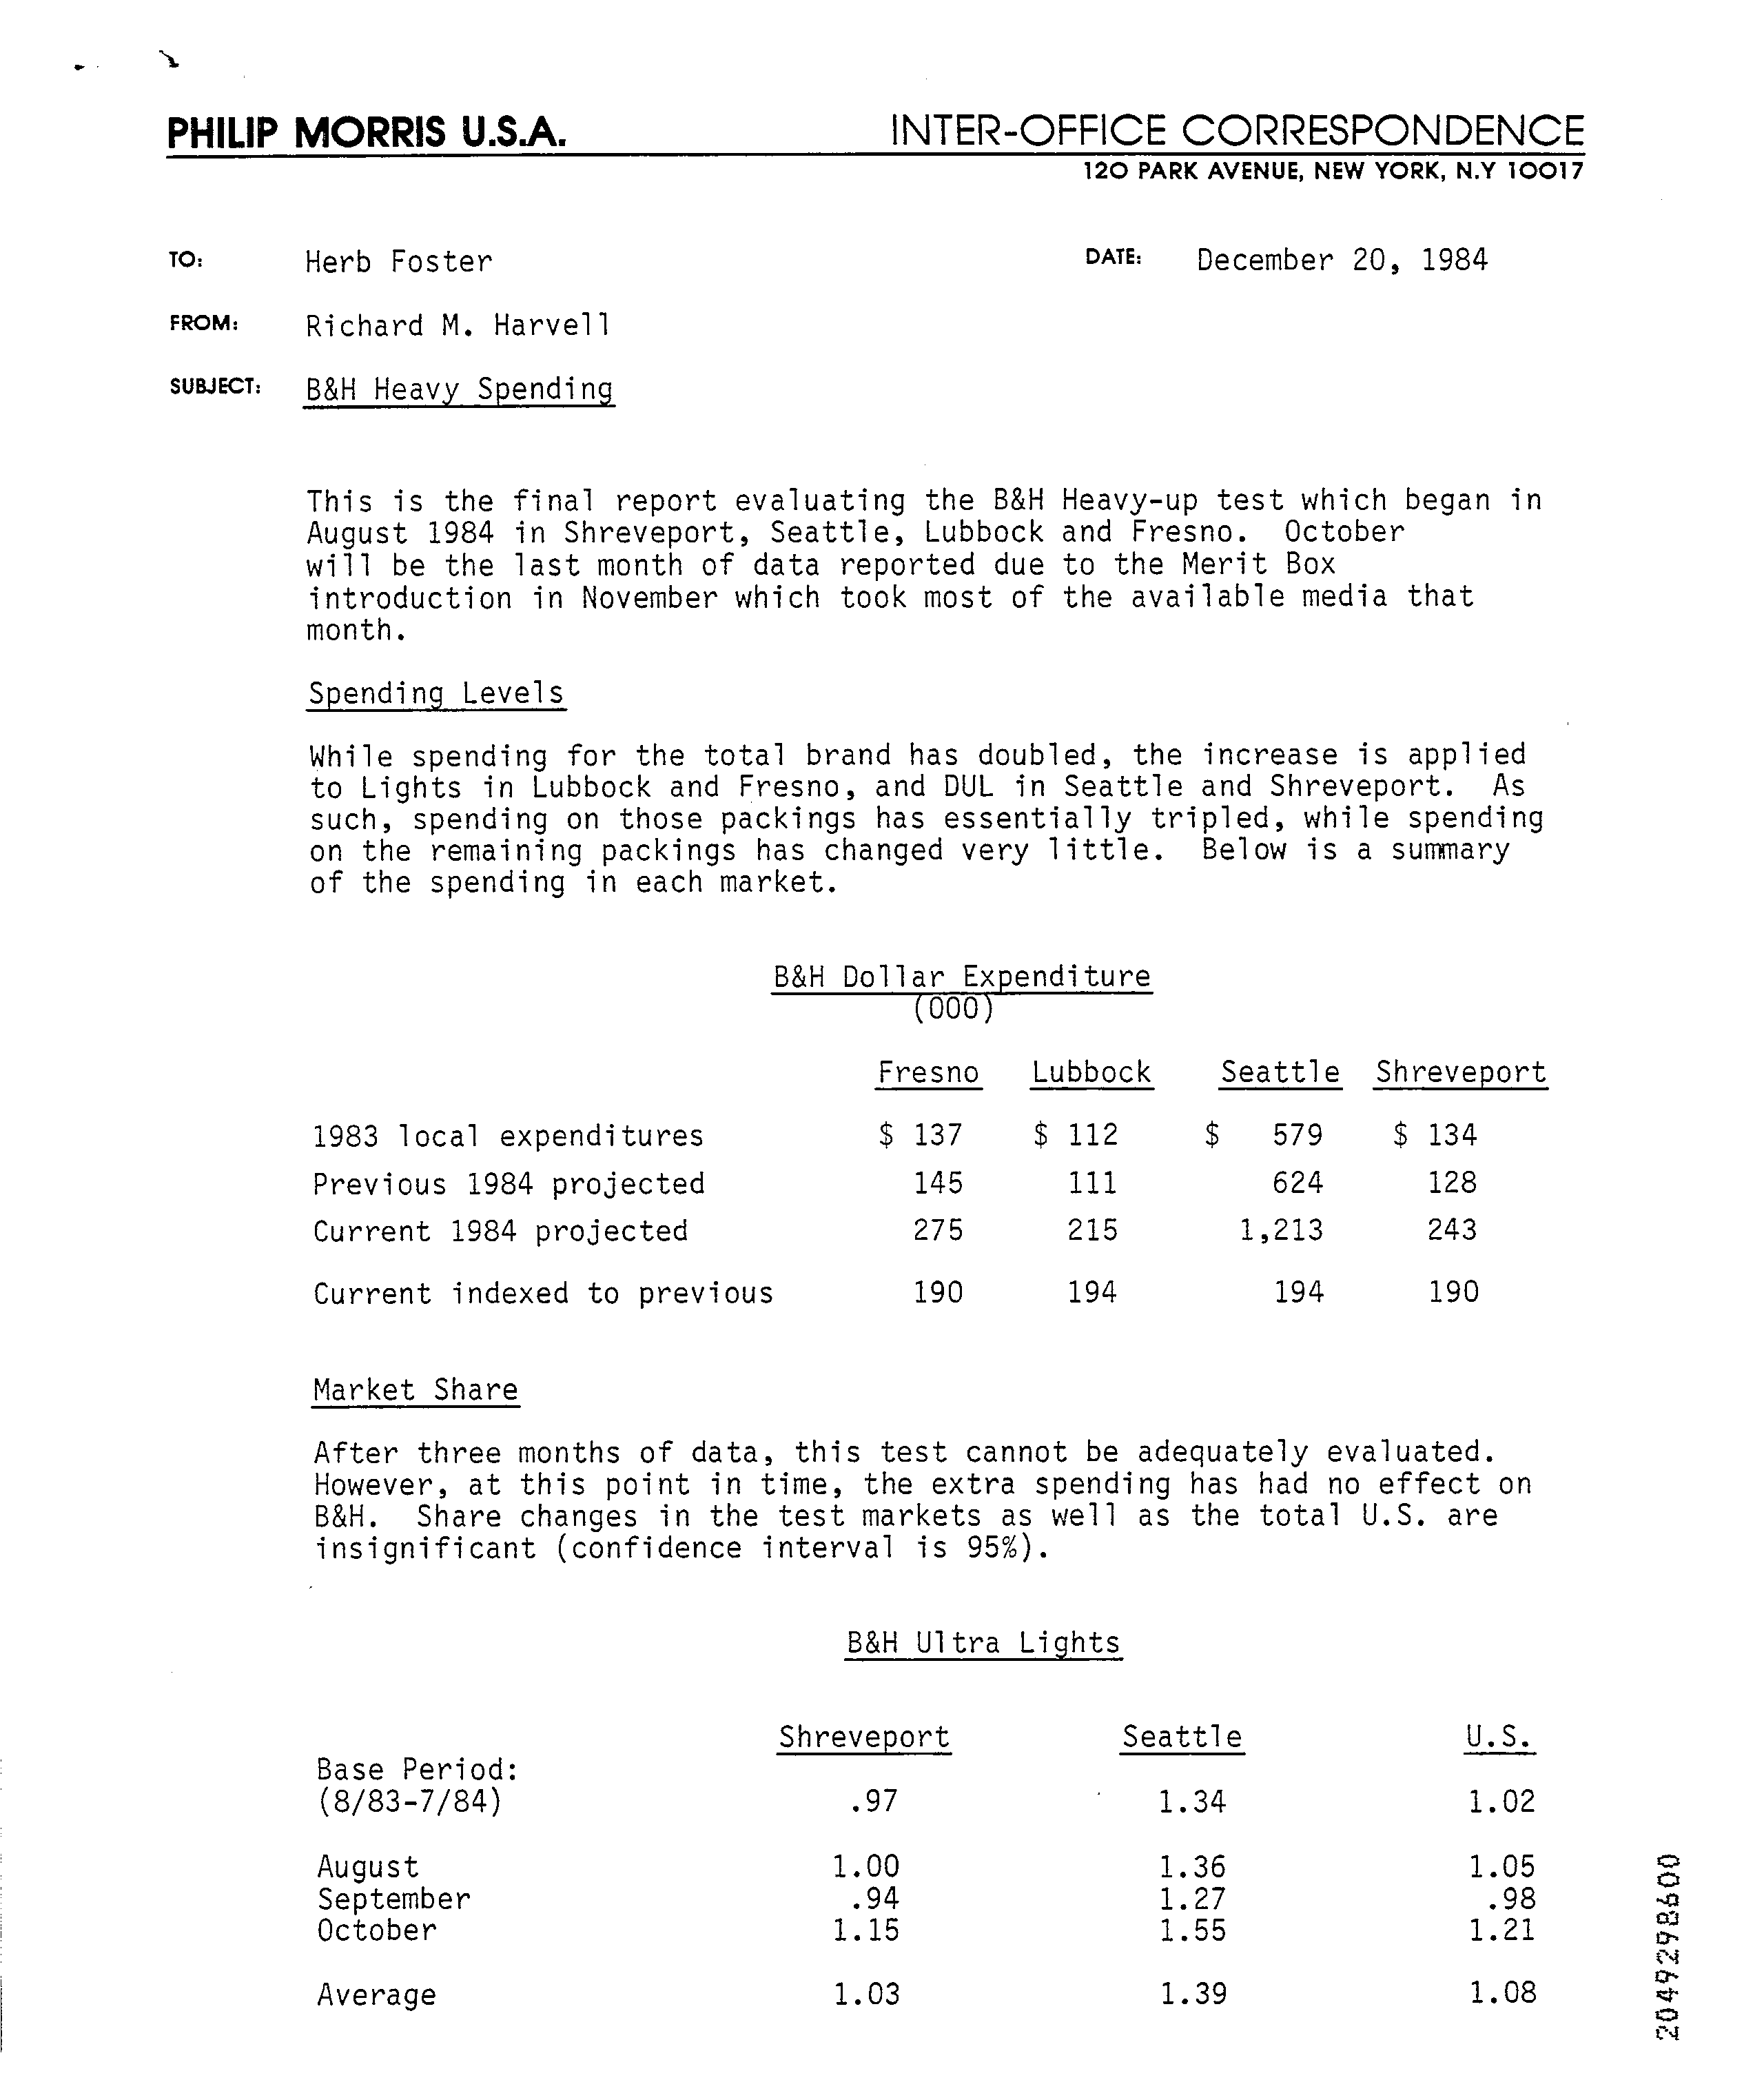 PHILIP MORRIS U.S.A. INTER-OFFICE CORRESPONDENCE
120 PARK AVENUE, NEW YORK, N.Y 10017
TO: Herb Foster DATE: December 20, 1984
FROM: Richard M. Harvell
SUBJECT: B&H Heavy Spending
This is the final report evaluating the B&H Heavy-up test which began in
August 1984 in Shreveport, Seattle, Lubbock and Fresno. October
will be the last month of data reported due to the Merit Box
introduction in November which took most of the available media that
month.
Spending Levels
While spending for the total brand has doubled, the increase is applied
to Lights in Lubbock and Fresno, and DUL in Seattle and Shreveport. As
such, spending on those packings has essentially tripled, while spending
on the remaining packings has changed very little. Below is a summary
of the spending in each market.
B&H Dollar Expenditure
(000)
Fresno Lubbock Seattle Shreveport
1983 local expenditures $ 137 $ 112 $ 579 $ 134
Previous 1984 projected 145 111 624 128
Current 1984 projected 275 215 1,213 243
Current indexed to previous 190 194 194 190
Market Share
After three months of data, this test cannot be adequately evaluated.
However, at this point in time, the extra spending has had no effect on
B&H. Share changes in the test markets as well as the total U.S. are
insignificant (confidence interval is 95%).
B&H Ultra Lights
Shreveport Seattle U.S.
Base Period:
(8/83-7/84) .97 1.34 1.02
August 1.00 1.36 1.05
September .94 1.27 .98
October 1.15 1.55 1.21
Average 1.03 1.39 1.08
2049298600